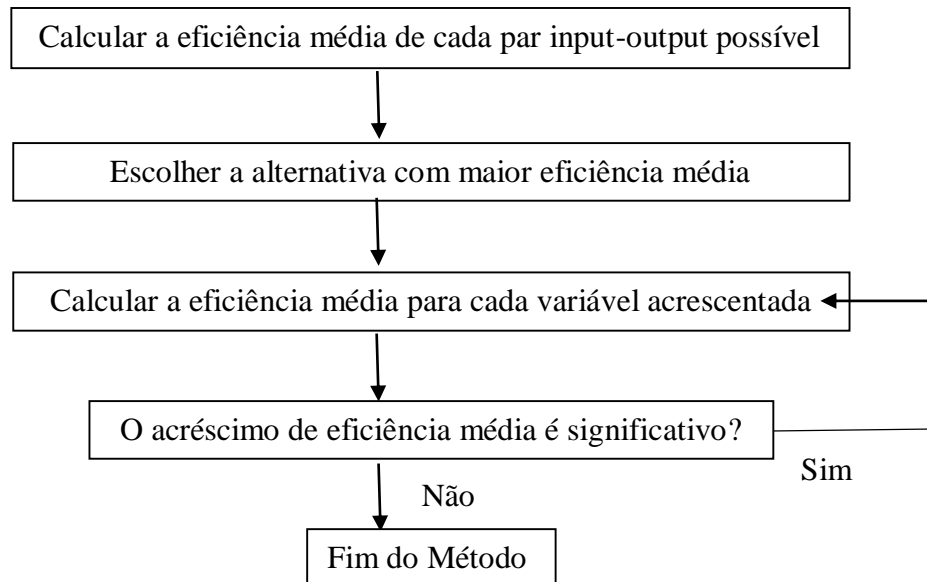 Calcular a eficiência média de cada par input-output possível
Escolher a alternativa com maior eficiência média
Calcular a eficiência média para cada variável acrescentada
O acréscimo de eficiência média é significativo?
Sim
Não
Fim do Método